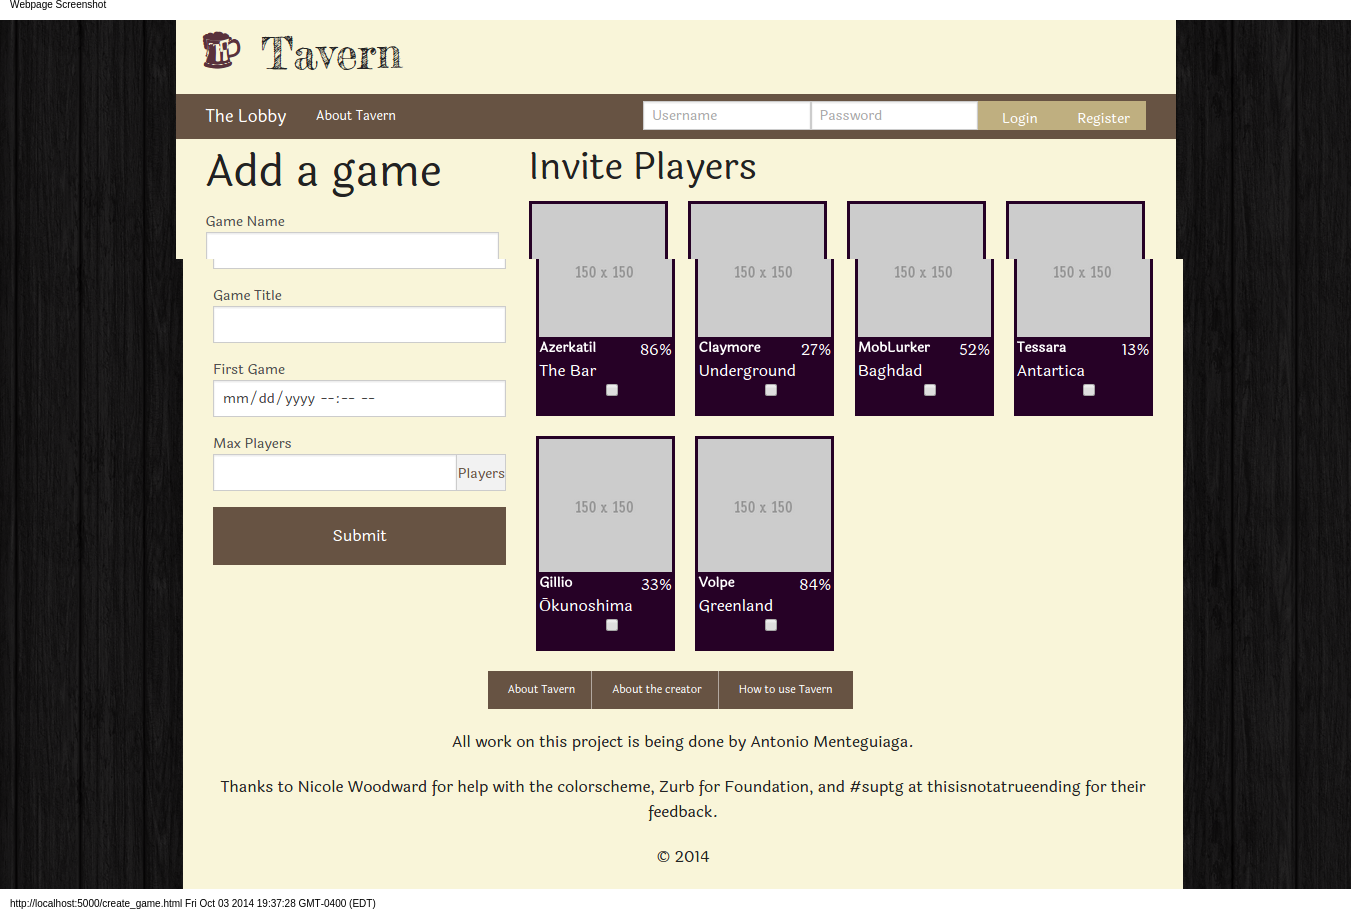 Webpage Screenshot
Ti Tavern
The Lobby About Tavern Username Password Login Register
Add a game
Game Name
Game Title
First Game
mm/dd/yyyy --:-- --
Max Players
Players
Submit
Invite Players
150 x 150 150 x 150 150 x 150 150 x 150
Azerkatil 86% Claymore 27% MobLurker 52% Tessara 13%
The Bar Underground Baghdad Antartica
150 x 150 150 x 150
Gillio 33% Volpe 84%
Ōkunoshima Greenland
About Tavern About the creator How to use Tavern
All work on this project is being done by Antonio Menteguiaga.
Thanks to Nicole Woodward for help with the colorscheme, Zurb for Foundation, and #suptg at thisisnotatrueending for their
feedback.
© 2014
http://localhost:5000/create_game.html Fri Oct 03 2014 19:37:28 GMT-0400 (EDT)